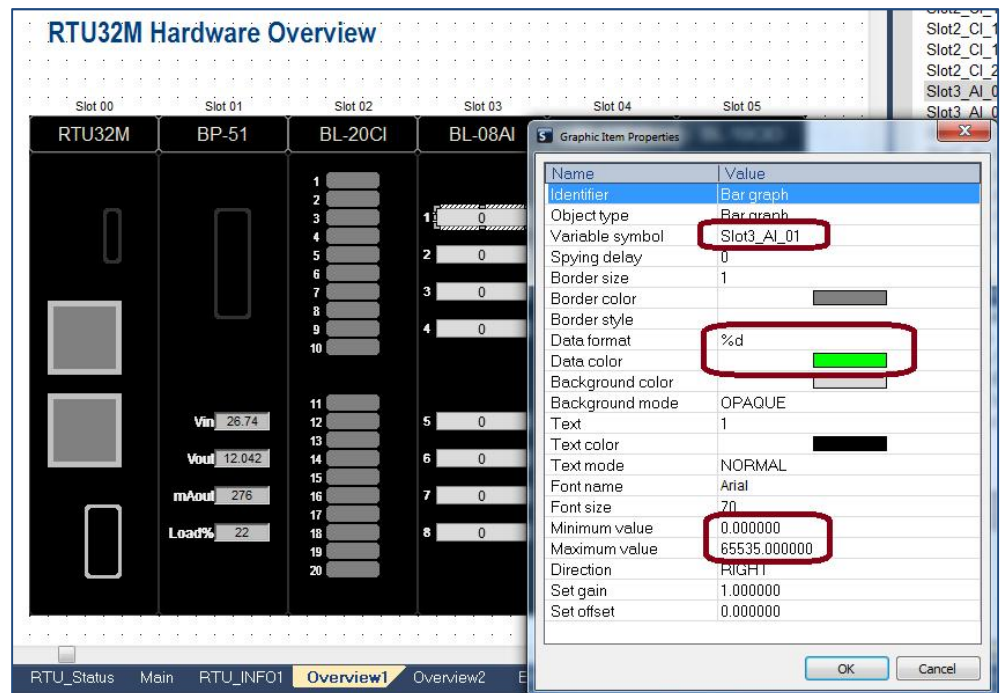 RTU32M Hardware Overview
Slot2_CI_1
Slot2_CI_1
Slot2_CI_2
Slot3_AI_0
Slot3_AI_0
Slot 00 Slot 01 Slot 02 Slot 03 Slot 04 Slot 05
RTU32M BP-51 BL-20CI BL-08AI
1
2
3
4
5
6
7
8
9
10
11
12
13
14
15
16
17
18
19
20
Vin 26.74
Vout 12.042
mAout 276
Load% 22
1 0
2 0
3 0
4 0
5 0
6 0
7 0
8 0
Graphic Item Properties
Name Value
Identifier Bar graph
Object type Bar graph
Variable symbol Slot3_AI_01
Spying delay 0
Border size 1
Border color
Border style
Data format %d
Data color
Background color
Background mode OPAQUE
Text 1
Text color
Text mode NORMAL
Font name Arial
Font size 70
Minimum value 0.000000
Maximum value 65535.000000
Direction RIGHT
Set gain 1.000000
Set offset 0.000000
OK Cancel
RTU_Status Main RTU_INFO1 Overview1 Overview2 E